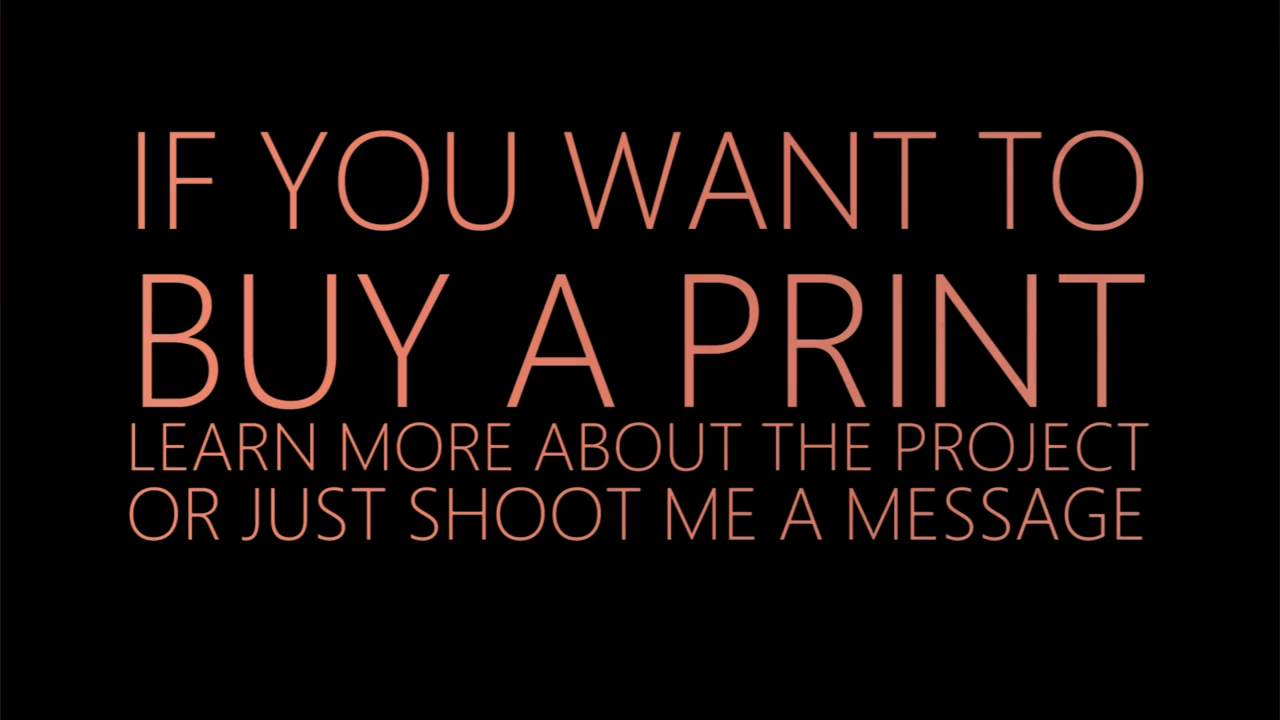 IF YOU WANT TO
BUY A PRINT
LEARN MORE ABOUT THE PROJECT
OR JUST SHOOT ME A MESSAGE